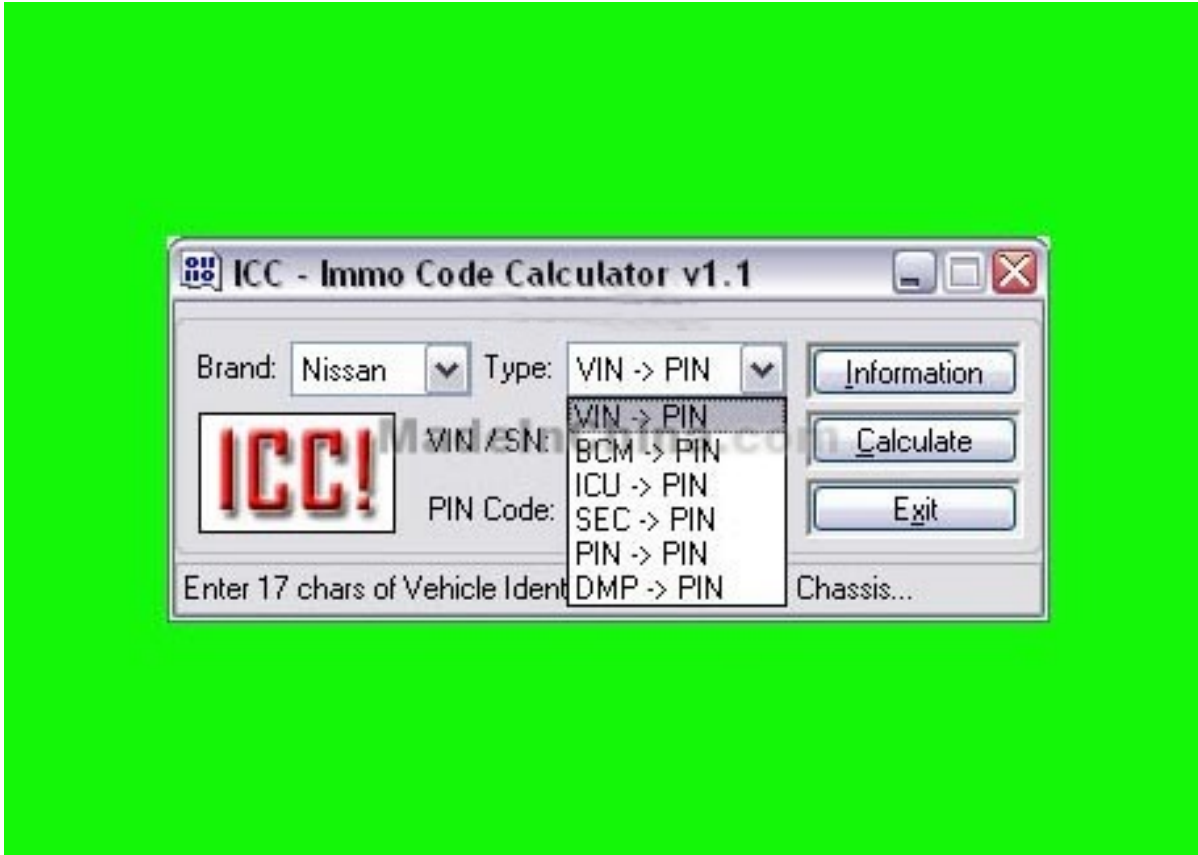 ICC - Immo Code Calculator v1.1
Brand: Nissan Type: VIN -> PIN Information
VIN -> PIN
VIN / SN: BCM -> PIN Calculate
ICU -> PIN
PIN Code: SEC -> PIN Exit
PIN -> PIN
Enter 17 chars of Vehicle Ident DMP -> PIN Chassis...
ICC!
MadeInChina.com